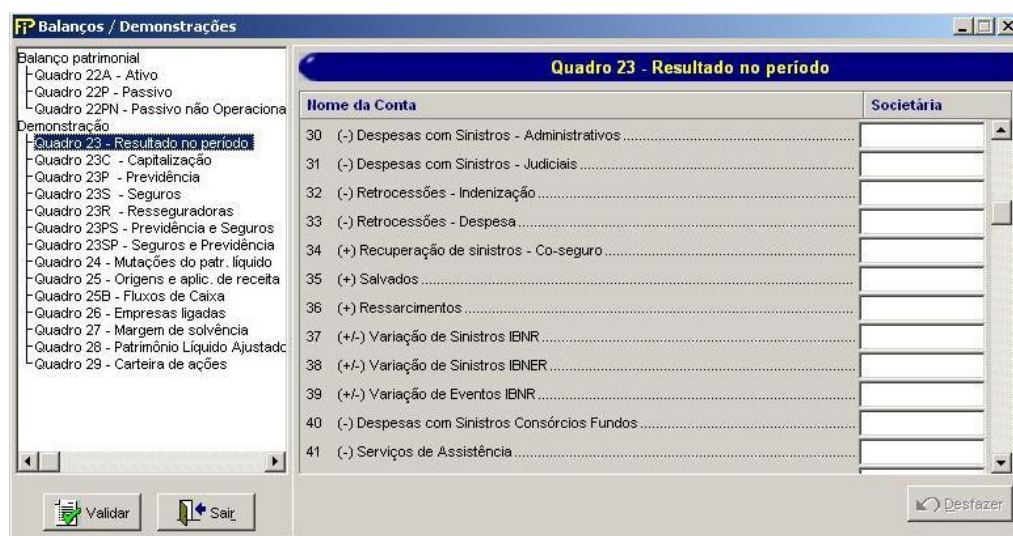 FIP Balanços / Demonstrações
Balanço patrimonial
Quadro 22A - Ativo
Quadro 22P - Passivo
Quadro 22PN - Passivo não Operaciona
Demonstração
Quadro 23 - Resultado no período
Quadro 23C - Capitalização
Quadro 23P - Previdência
Quadro 23S - Seguros
Quadro 23R - Resseguradoras
Quadro 23PS - Previdência e Seguros
Quadro 23SP - Seguros e Previdência
Quadro 24 - Mutações do patr. líquido
Quadro 25 - Origens e aplic. de receita
Quadro 25B - Fluxos de Caixa
Quadro 26 - Empresas ligadas
Quadro 27 - Margem de solvência
Quadro 28 - Patrimônio Líquido Ajustado
Quadro 29 - Carteira de ações
Validar
Sair
Quadro 23 - Resultado no período
Nome da Conta Societária
30 (-) Despesas com Sinistros - Administrativos
31 (-) Despesas com Sinistros - Judiciais
32 (-) Retrocessões - Indenização
33 (-) Retrocessões - Despesa
34 (+) Recuperação de sinistros - Co-seguro
35 (+) Salvados
36 (+) Ressarcimentos
37 (+/-) Variação de Sinistros IBNR
38 (+/-) Variação de Sinistros IBNER
39 (+/-) Variação de Eventos IBNR
40 (-) Despesas com Sinistros Consórcios Fundos
41 (-) Serviços de Assistência
Desfazer